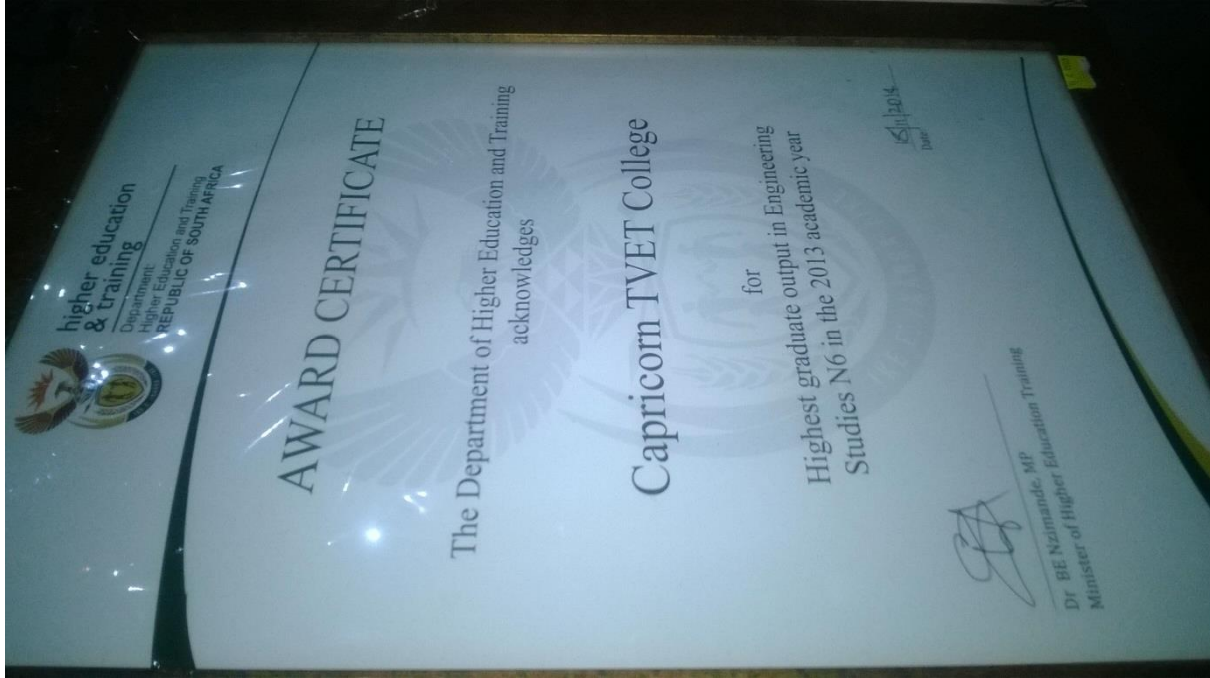 higher education
& training
Department:
Higher Education and Training
REPUBLIC OF SOUTH AFRICA
AWARD CERTIFICATE
The Department of Higher Education and Training
acknowledges
Capricorn TVET College
for
Highest graduate output in Engineering
Studies N6 in the 2013 academic year
Dr BE Nzimande, MP
Minister of Higher Education Training
Date